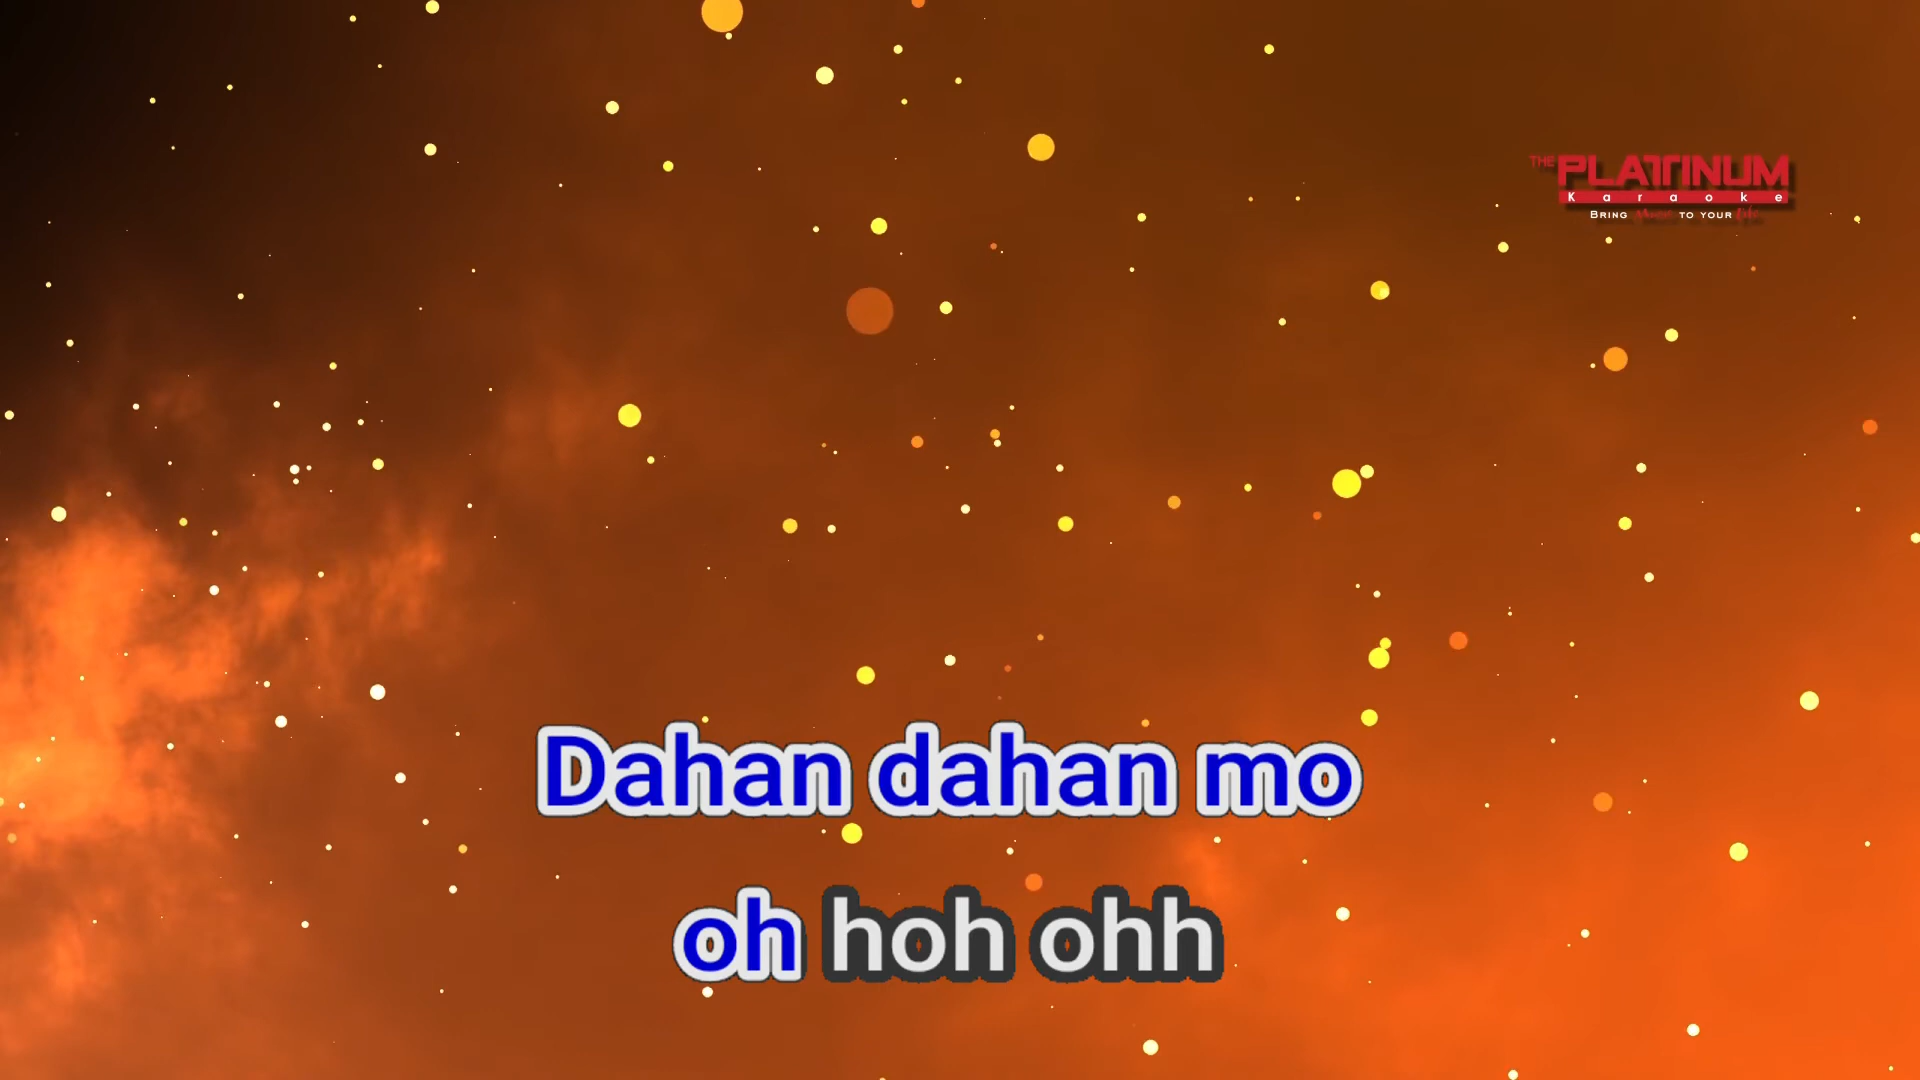 THE PLATINUM
Karaoke
BRING Music TO YOUR Life
Dahan dahan mo
oh hoh ohh